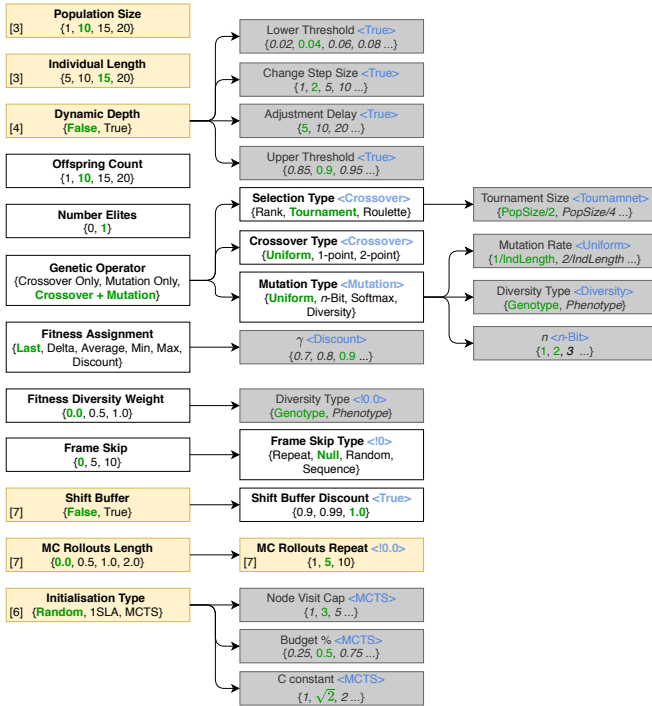 Population Size
[3] {1, 10, 15, 20}
Individual Length
[3] {5, 10, 15, 20}
Dynamic Depth
[4] {False, True}
Lower Threshold <True>
{0.02, 0.04, 0.06, 0.08 ...}
Change Step Size <True>
{1, 2, 5, 10 ...}
Adjustment Delay <True>
{5, 10, 20 ...}
Upper Threshold <True>
{0.85, 0.9, 0.95 ...}
Offspring Count
{1, 10, 15, 20}
Number Elites
{0, 1}
Genetic Operator
{Crossover Only, Mutation Only,
Crossover + Mutation}
Selection Type <Crossover>
{Rank, Tournament, Roulette}
Tournament Size <Tournamnet>
{PopSize/2, PopSize/4 ...}
Crossover Type <Crossover>
{Uniform, 1-point, 2-point}
Mutation Type <Mutation>
{Uniform, n-Bit, Softmax,
Diversity}
Mutation Rate <Uniform>
{1/IndLength, 2/IndLength ...}
Diversity Type <Diversity>
{Genotype, Phenotype}
n <n-Bit>
{1, 2, 3 ...}
Fitness Assignment
{Last, Delta, Average, Min, Max,
Discount}
γ <Discount>
{0.7, 0.8, 0.9 ...}
Fitness Diversity Weight
{0.0, 0.5, 1.0}
Diversity Type <!0.0>
{Genotype, Phenotype}
Frame Skip
{0, 5, 10}
Frame Skip Type <!0>
{Repeat, Null, Random,
Sequence}
Shift Buffer
[7] {False, True}
Shift Buffer Discount <True>
{0.9, 0.99, 1.0}
MC Rollouts Length
[7] {0.0, 0.5, 1.0, 2.0}
MC Rollouts Repeat <!0.0>
[7] {1, 5, 10}
Initialisation Type
[6] {Random, 1SLA, MCTS}
Node Visit Cap <MCTS>
{1, 3, 5 ...}
Budget % <MCTS>
{0.25, 0.5, 0.75 ...}
C constant <MCTS>
{1, √2, 2 ...}